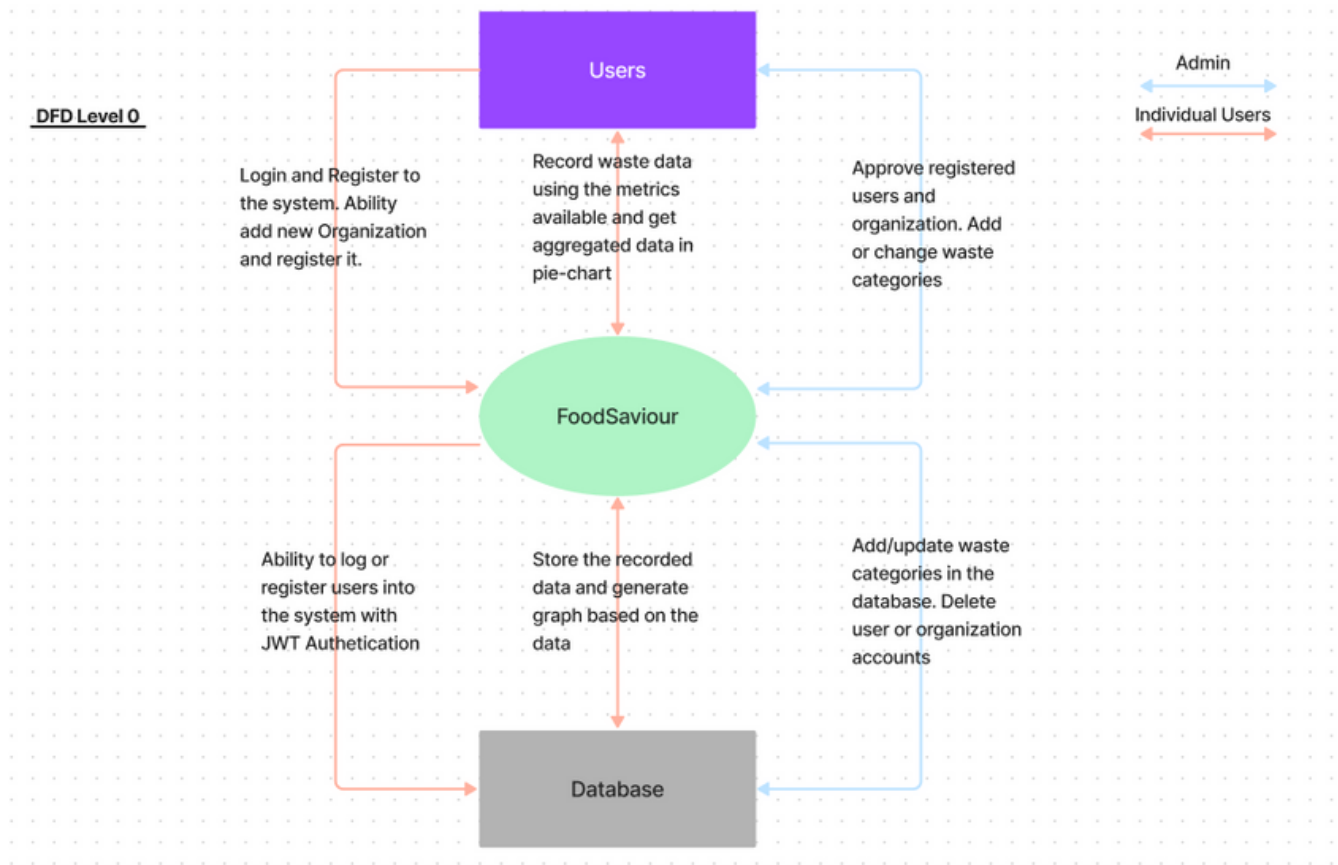 Users
Admin
Individual Users
DFD Level 0
Login and Register to
the system. Ability
add new Organization
and register it.
Record waste data
using the metrics
available and get
aggregated data in
pie-chart
Approve registered
users and
organization. Add
or change waste
categories
FoodSaviour
Ability to log or
register users into
the system with
JWT Authetication
Store the recorded
data and generate
graph based on the
data
Add/update waste
categories in the
database. Delete
user or organization
accounts
Database